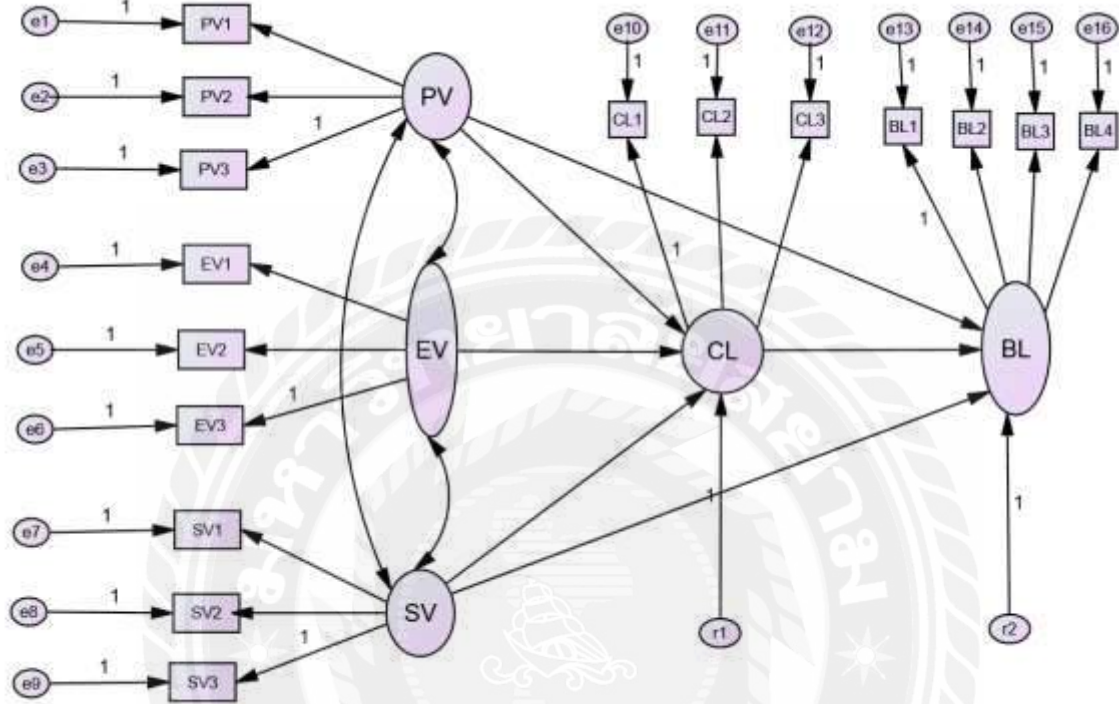 e1 1 PV1
e2 1 PV2
e3 1 PV3
1
PV
e4 1 EV1
e5 1 EV2
e6 1 EV3
1
EV
e7 1 SV1
e8 1 SV2
e9 1 SV3
1
SV
e10 e11 e12
1 1 1
CL1 CL2 CL3
1
CL
1
r1
e13 e14 e15 e16
1 1 1 1
BL1 BL2 BL3 BL4
1
BL
1
r2